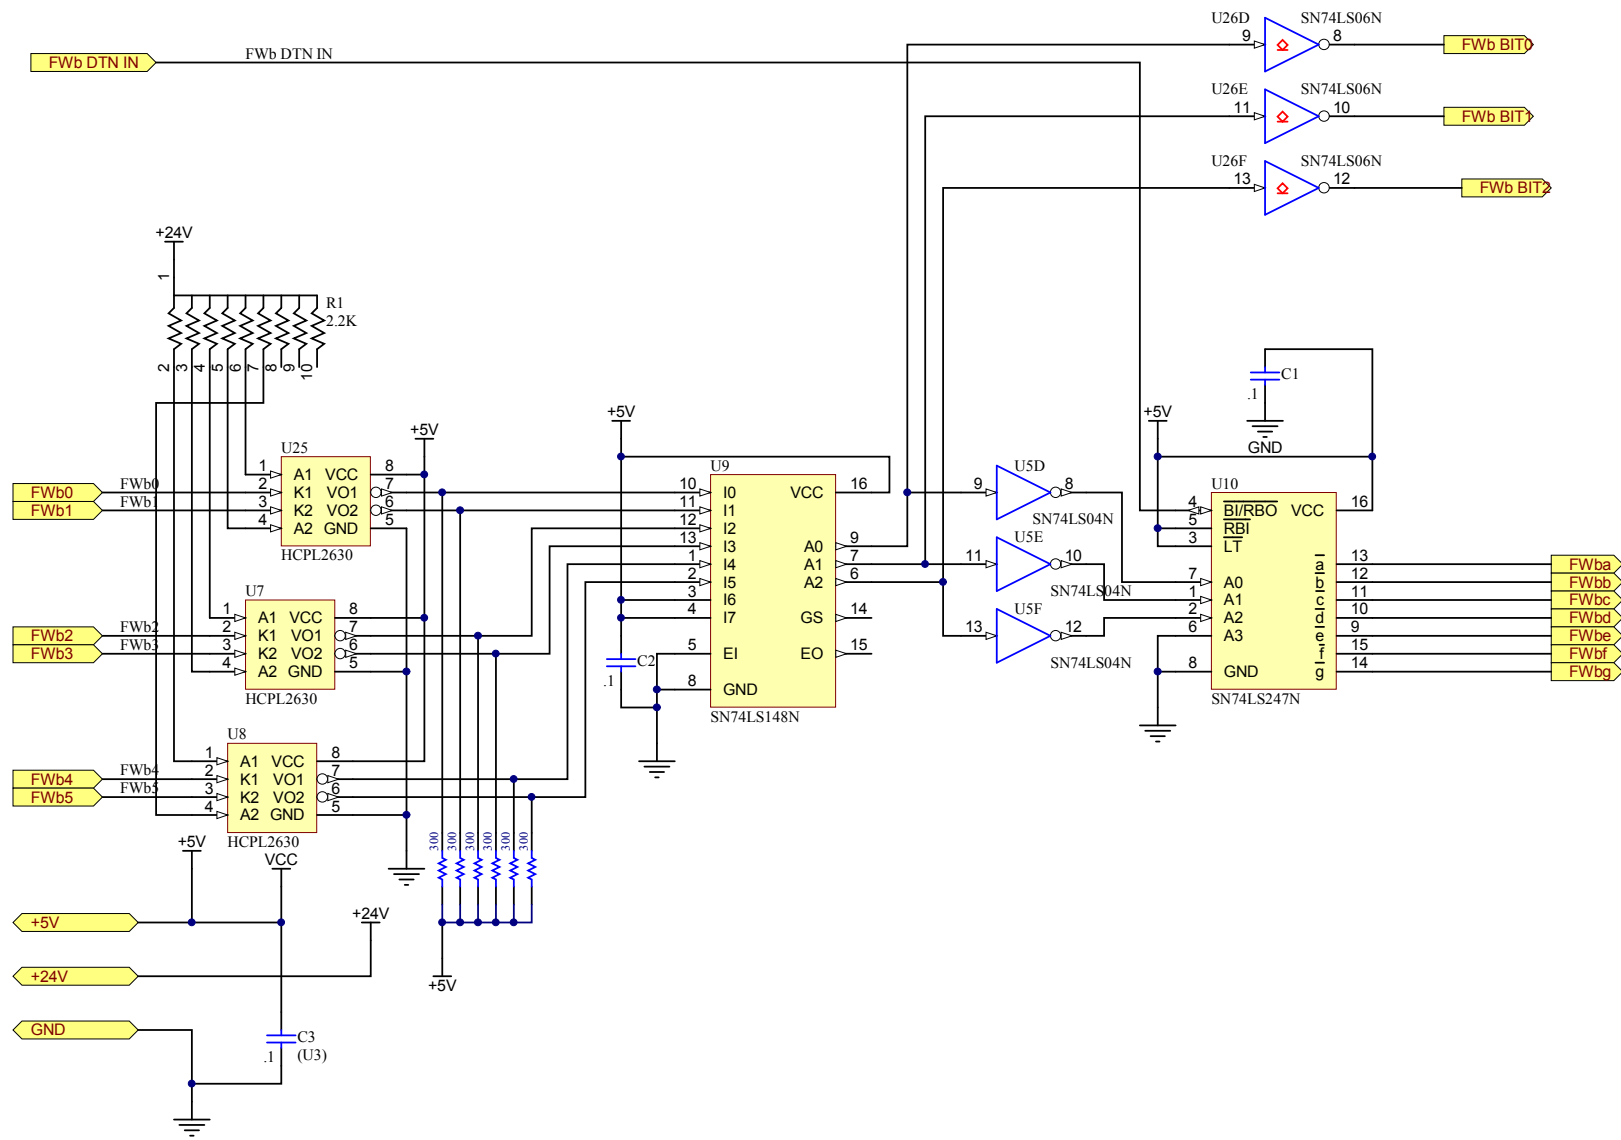 U26D SN74LS06N
9 8
FWb BIT0
FWb DTN IN
FWb DTN IN
U26E SN74LS06N
11 10
FWb BIT1
U26F SN74LS06N
13 12
FWb BIT2
+24V
1
R1
2.2K
2 3 4 5 6 7 8 9 10
C1
.1
GND
+5V
+5V
+5V
U25
1 A1 VCC 8
FWb0 FWb0 2 K1 VO1 7
FWb1 FWb1 3 K2 VO2 6
4 A2 GND 5
HCPL2630
U7
1 A1 VCC 8
FWb2 FWb2 2 K1 VO1 7
FWb3 FWb3 3 K2 VO2 6
4 A2 GND 5
HCPL2630
U8
1 A1 VCC 8
FWb4 FWb4 2 K1 VO1 7
FWb5 FWb5 3 K2 VO2 6
4 A2 GND 5
HCPL2630
U9
10 I0 VCC 16
11 I1
12 I2
13 I3 A0 9
1 I4 A1 7
2 I5 A2 6
3 I6
4 I7 GS 14
5 EI EO 15
8 GND
SN74LS148N
C2
.1
U5D
9 8
SN74LS04N
U5E
11 10
SN74LS04N
U5F
13 12
SN74LS04N
U10
4 BI/RBO VCC 16
5 RBI
3 LT
a 13 FWba
7 A0 b 12 FWbb
1 A1 c 11 FWbc
2 A2 d 10 FWbd
6 A3 e 9 FWbe
f 15 FWbf
8 GND g 14 FWbg
SN74LS247N
300 300 300 300 300 300
+5V
+5V
VCC
+5V
+24V
+24V
GND
C3
(U3)
.1